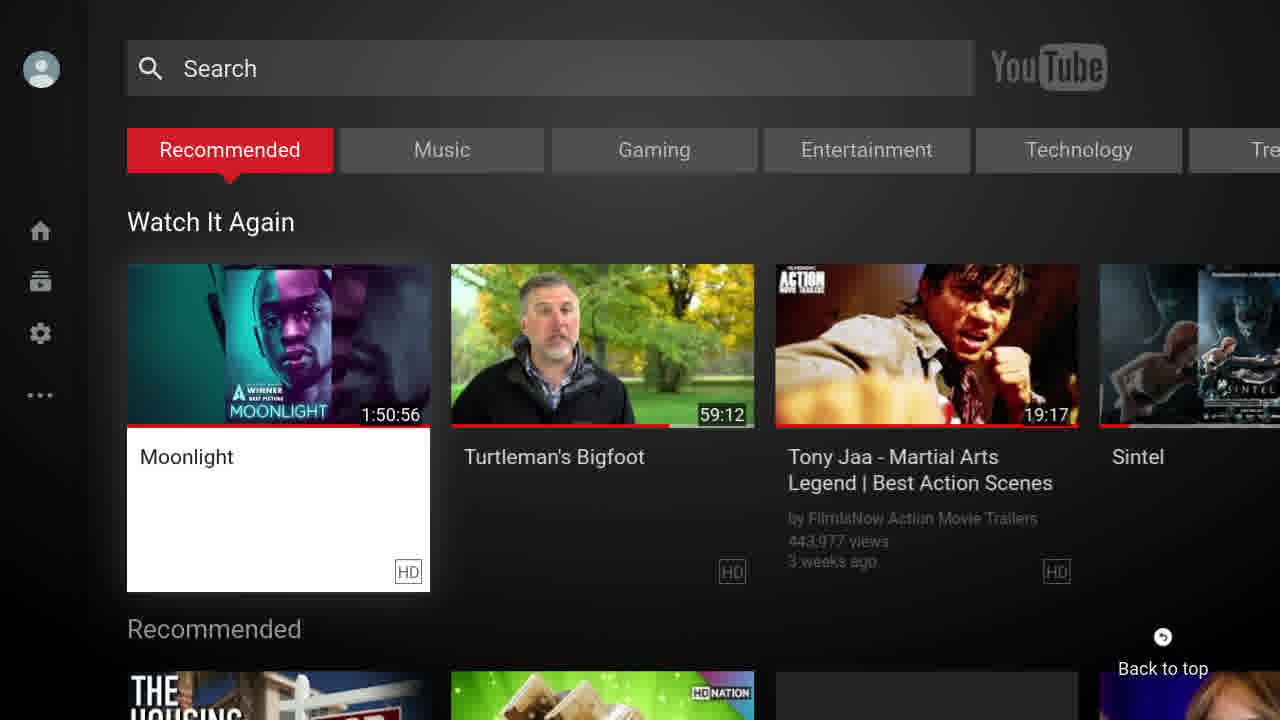 Search
YouTube
Recommended
Music
Gaming
Entertainment
Technology
Tre
Watch It Again
WINNER
BEST PICTURE
MOONLIGHT
1:50:56
59:12
ACTION
MOVIE TRAILERS
19:17
SINTEL
Moonlight
Turtleman's Bigfoot
Tony Jaa - Martial Arts
Legend | Best Action Scenes
Sintel
by FilmIsNow Action Movie Trailers
443,977 views
3 weeks ago
HD
HD
HD
Recommended
Back to top
THE
HOUSING
HD NATION